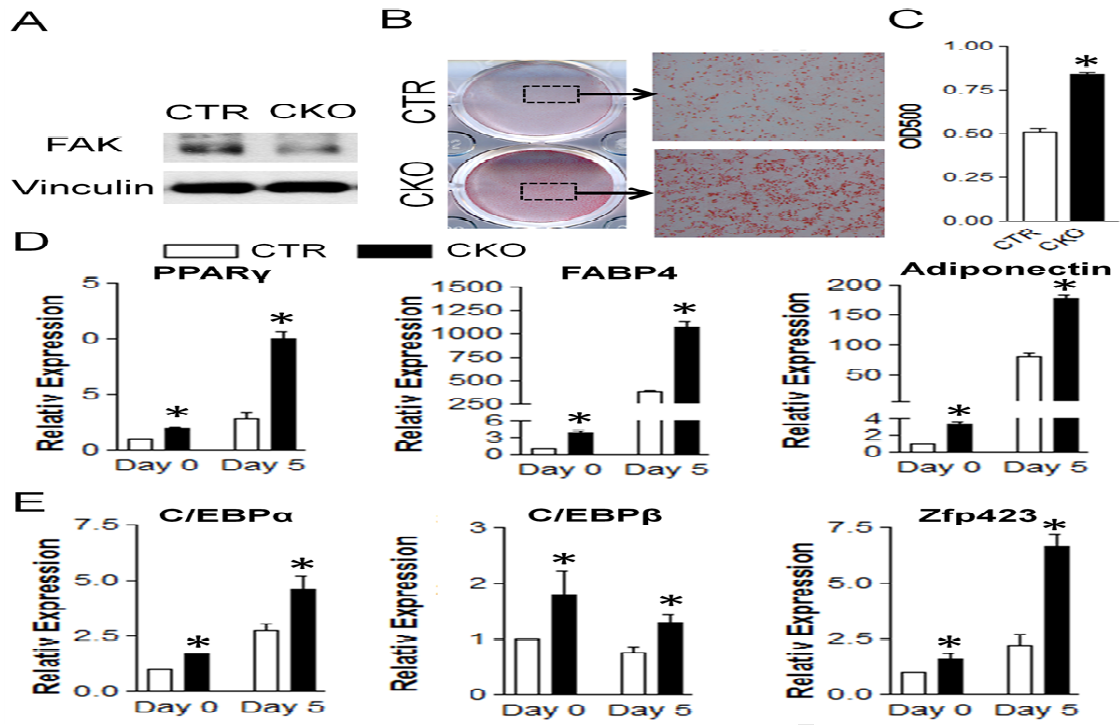 A
CTR CKO
FAK
Vinculin
B
CTR
CKO
C
OD500
1.00
0.75
0.50
0.25
0.00
*
CTR
CKO
D
CTR CKO
PPARγ
Relativ Expression
5
0
5
0
*
*
Day 0 Day 5
FABP4
Relativ Expression
1500
1250
1000
750
500
250
6
3
0
*
*
Day 0 Day 5
Adiponectin
Relativ Expression
200
150
100
50
4
2
0
*
*
Day 0 Day 5
E
C/EBPα
Relativ Expression
7.5
5.0
2.5
0.0
*
*
Day 0 Day 5
C/EBPβ
Relativ Expression
3
2
1
0
*
*
Day 0 Day 5
Zfp423
Relativ Expression
7.5
5.0
2.5
0.0
*
*
Day 0 Day 5